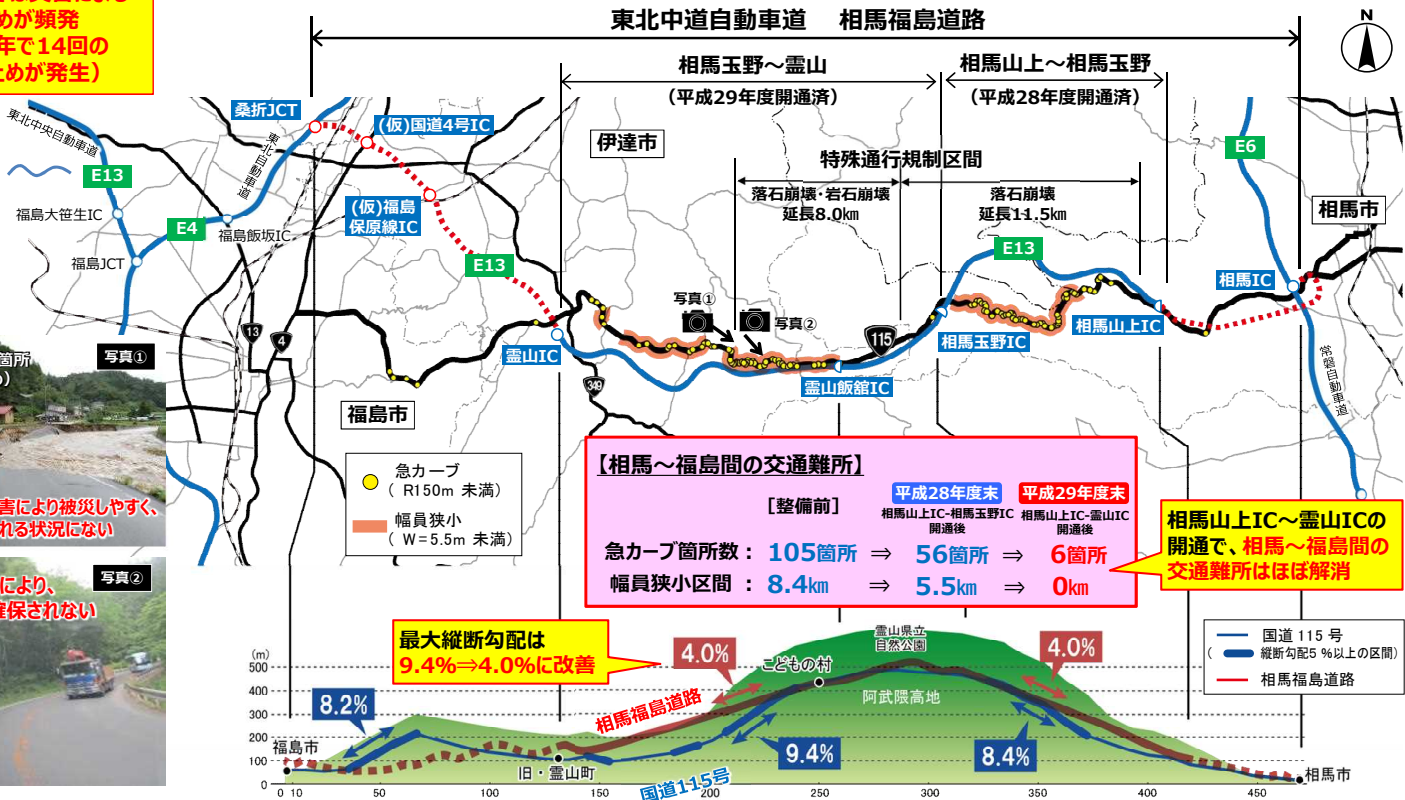 めが頻発
年で14回の
止めが発生）
東北中道自動車道　相馬福島道路
N
相馬玉野～霊山
（平成29年度開通済）
相馬山上～相馬玉野
（平成28年度開通済）
桑折JCT
(仮)国道4号IC
伊達市
特殊通行規制区間
E6
東北中央自動車道
東北自動車道
E13
落石崩壊・岩石崩壊
延長8.0km
落石崩壊
延長11.5km
(仮)福島
保原線IC
相馬市
福島大笹生IC
E4
福島飯坂IC
福島JCT
E13
E13
相馬IC
写真①
写真②
相馬山上IC
13
4
115
相馬玉野IC
霊山IC
349
霊山飯舘IC
常磐自動車道
福島市
箇所
写真①
害により被災しやすく、
れる状況にない
急カーブ
( R150m 未満)
幅員狭小
( W=5.5m 未満)
【相馬～福島間の交通難所】
[整備前]
平成28年度末
相馬山上IC-相馬玉野IC
開通後
平成29年度末
相馬山上IC-霊山IC
開通後
急カーブ箇所数：105箇所 ⇒ 56箇所 ⇒ 6箇所
幅員狭小区間：8.4km ⇒ 5.5km ⇒ 0km
相馬山上IC～霊山ICの
開通で、相馬～福島間の
交通難所はほぼ解消
写真②
により、
確保されない
最大縦断勾配は
9.4%⇒4.0%に改善
国道 115 号
( 縦断勾配5 %以上の区間)
相馬福島道路
(m)
500
400
300
200
100
0
霊山県立
自然公園
こどもの村
阿武隈高地
4.0%
4.0%
相馬福島道路
8.2%
9.4%
8.4%
福島市
旧・霊山町
国道115号
相馬市
0 10 50 100 150 200 250 300 350 400 450